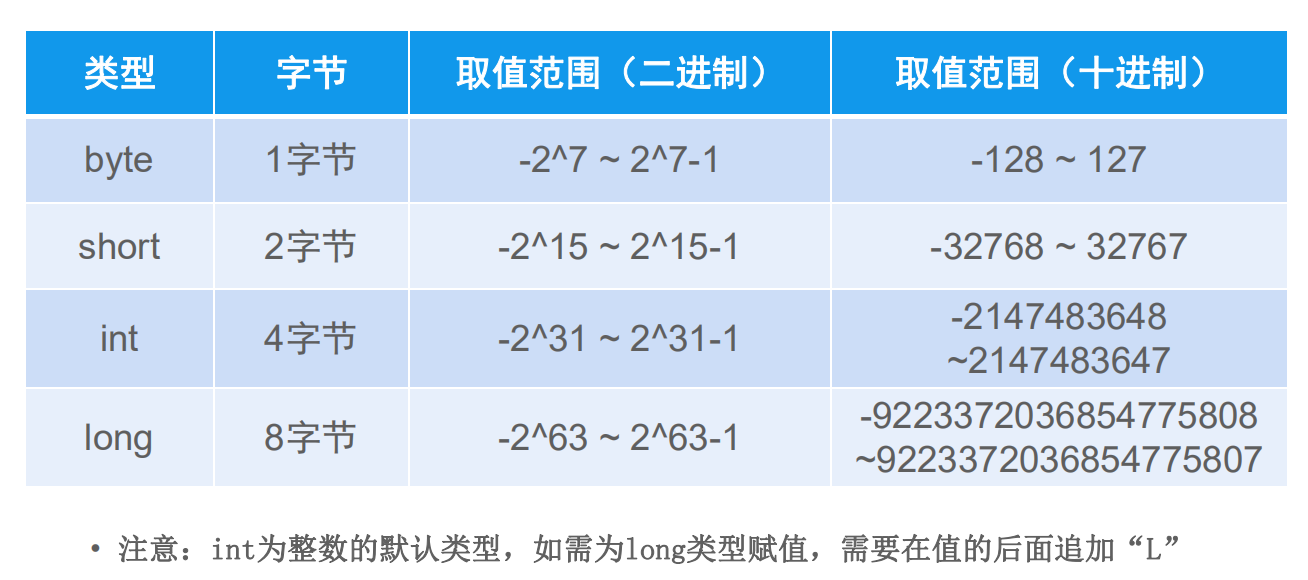 类型 字节 取值范围（二进制） 取值范围（十进制）
byte 1字节 -2^7 ~ 2^7-1 -128 ~ 127
short 2字节 -2^15 ~ 2^15-1 -32768 ~ 32767
int 4字节 -2^31 ~ 2^31-1 -2147483648
~2147483647
long 8字节 -2^63 ~ 2^63-1 -9223372036854775808
~9223372036854775807
• 注意：int为整数的默认类型，如需为long类型赋值，需要在值的后面追加“L”